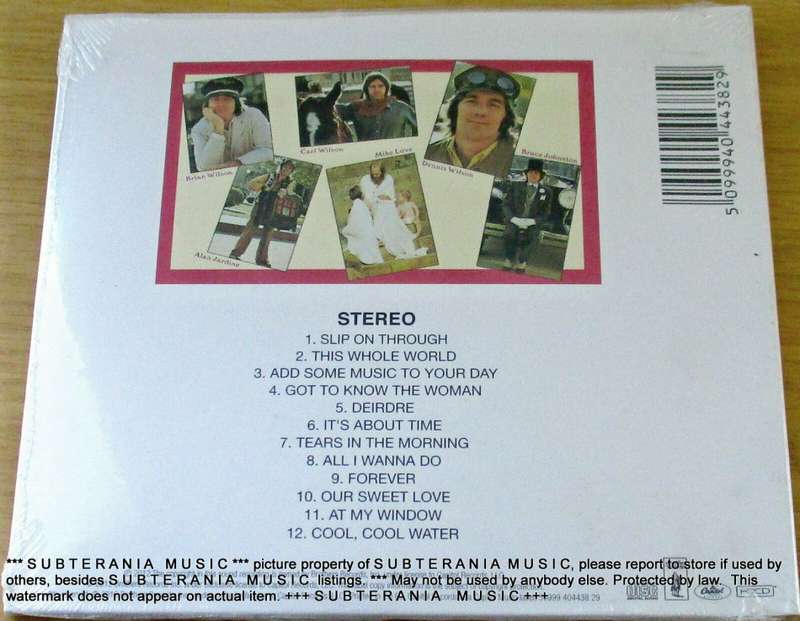 Brian Wilson
Carl Wilson
Mike Love
Dennis Wilson
Bruce Johnston
Alan Jardine
5 099940 443829
STEREO
1. SLIP ON THROUGH
2. THIS WHOLE WORLD
3. ADD SOME MUSIC TO YOUR DAY
4. GOT TO KNOW THE WOMAN
5. DEIRDRE
6. IT'S ABOUT TIME
7. TEARS IN THE MORNING
8. ALL I WANNA DO
9. FOREVER
10. OUR SWEET LOVE
11. AT MY WINDOW
12. COOL, COOL WATER
*** S U B T E R A N I A M U S I C *** picture property of S U B T E R A N I A M U S I C, please report to store if used by
others, besides S U B T E R A N I A M U S I C listings. *** May not be used by anybody else. Protected by law. This
watermark does not appear on actual item. +++ S U B T E R A N I A M U S I C +++
404438 29
DISC
Capitol